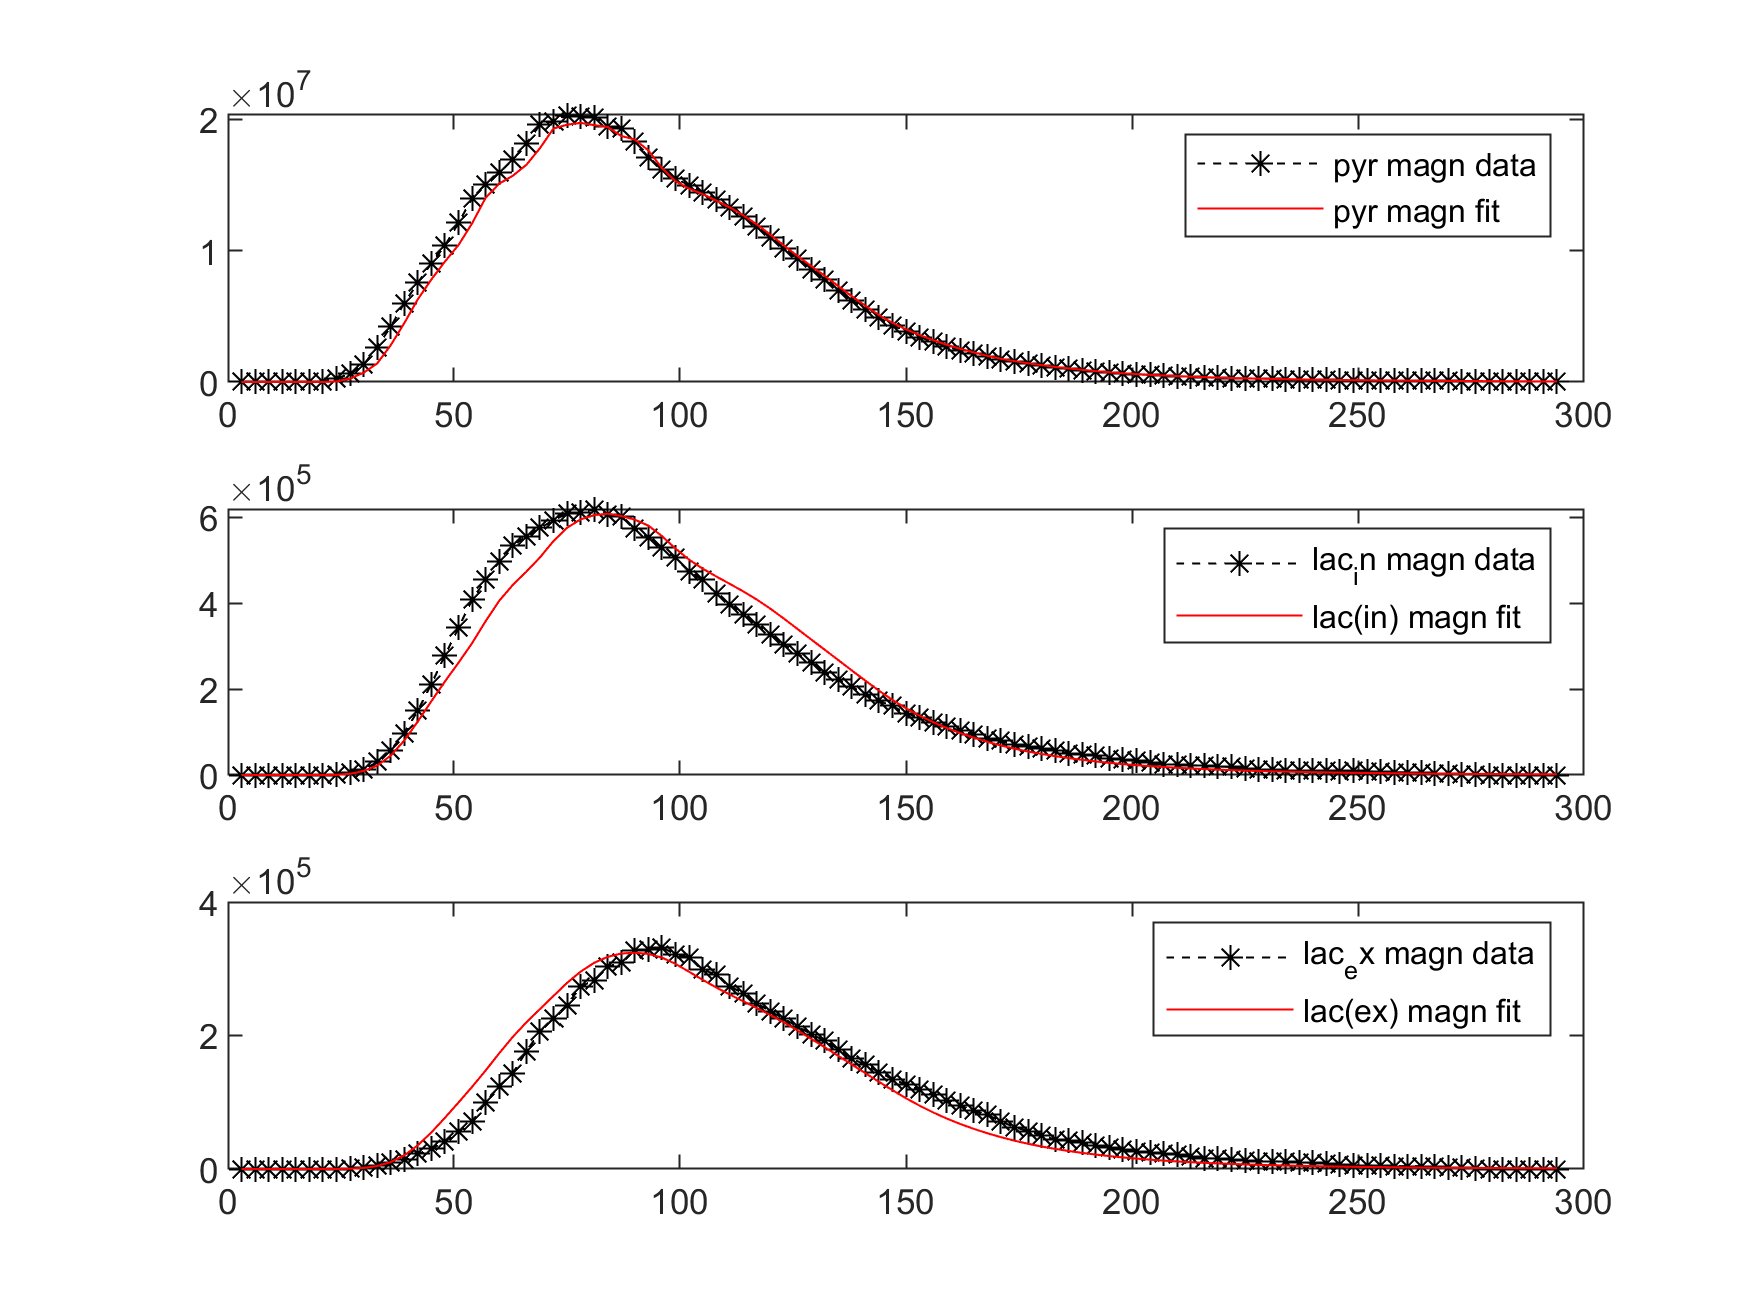 ×10^7
2
1
0
0 50 100 150 200 250 300
pyr magn data
pyr magn fit
×10^5
6
4
2
0
0 50 100 150 200 250 300
lac_in magn data
lac(in) magn fit
×10^5
4
2
0
0 50 100 150 200 250 300
lac_ex magn data
lac(ex) magn fit